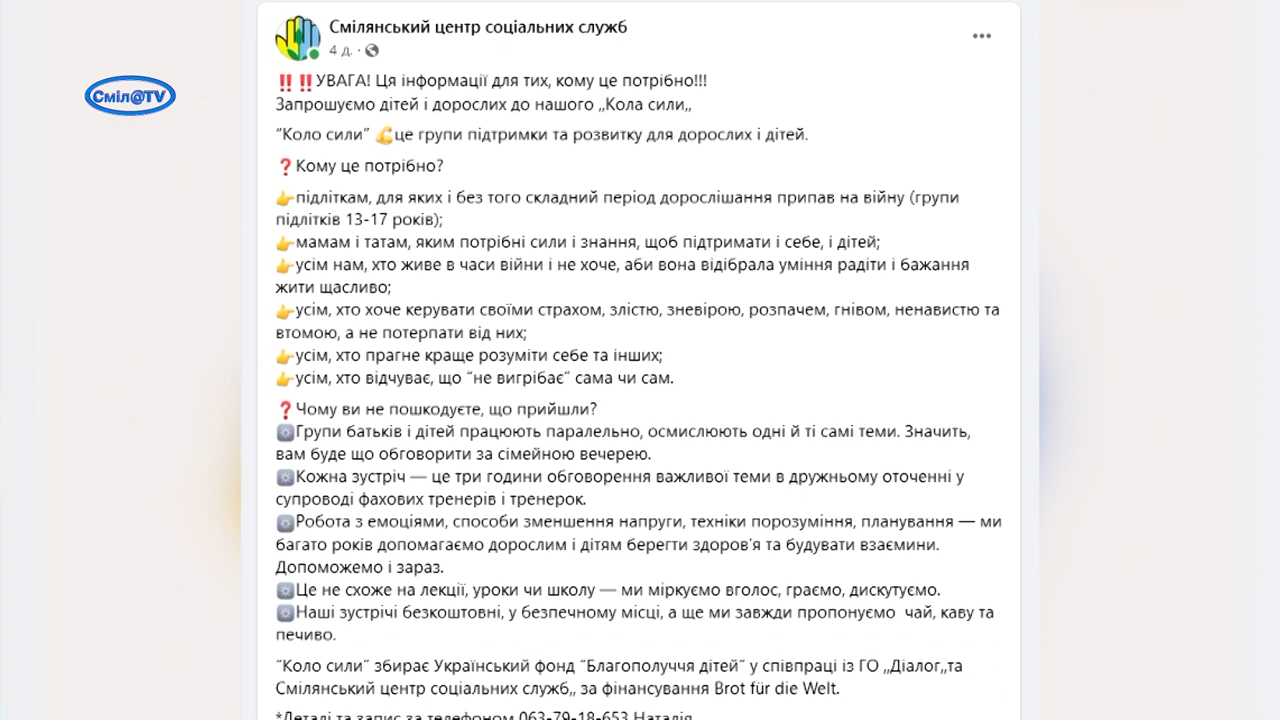 Смілянський центр соціальних служб
4 д. ·
Сміл@TV
‼️‼️УВАГА! Ця інформації для тих, кому це потрібно!!!
Запрошуємо дітей і дорослих до нашого „Кола сили„
“Коло сили” 💪це групи підтримки та розвитку для дорослих і дітей.
❓Кому це потрібно?
👉підліткам, для яких і без того складний період дорослішання припав на війну (групи
підлітків 13-17 років);
👉мамам і татам, яким потрібні сили і знання, щоб підтримати і себе, і дітей;
👉усім нам, хто живе в часи війни і не хоче, аби вона відібрала уміння радіти і бажання
жити щасливо;
👉усім, хто хоче керувати своїми страхом, злістю, зневірою, розпачем, гнівом, ненавистю та
втомою, а не потерпати від них;
👉усім, хто прагне краще розуміти себе та інших;
👉усім, хто відчуває, що “не вигрібає” сама чи сам.
❓Чому ви не пошкодуєте, що прийшли?
⚙️Групи батьків і дітей працюють паралельно, осмислюють одні й ті самі теми. Значить,
вам буде що обговорити за сімейною вечерею.
⚙️Кожна зустріч — це три години обговорення важливої теми в дружньому оточенні у
супроводі фахових тренерів і тренерок.
⚙️Робота з емоціями, способи зменшення напруги, техніки порозуміння, планування — ми
багато років допомагаємо дорослим і дітям берегти здоров’я та будувати взаємини.
Допоможемо і зараз.
⚙️Це не схоже на лекції, уроки чи школу — ми міркуємо вголос, граємо, дискутуємо.
⚙️Наші зустрічі безкоштовні, у безпечному місці, а ще ми завжди пропонуємо чай, каву та
печиво.
“Коло сили” збирає Український фонд “Благополуччя дітей” у співпраці із ГО „Діалог„та
Смілянський центр соціальних служб„ за фінансування Brot für die Welt.
*Деталі та запис за телефоном 063-79-18-653 Наталія